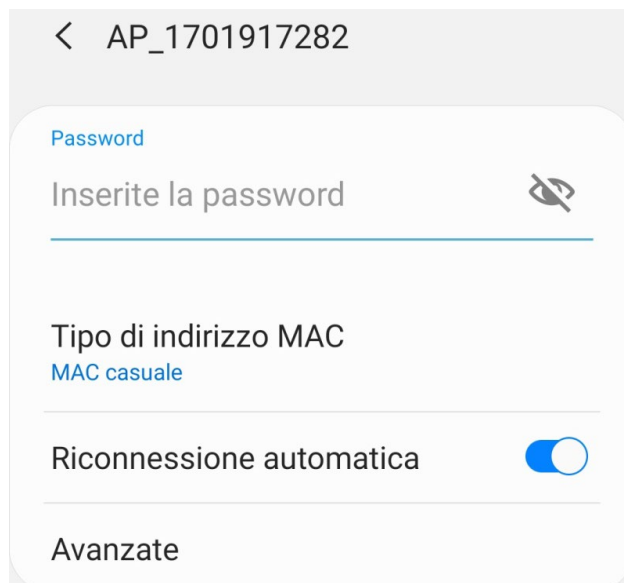 AP_1701917282
Password
Inserite la password
Tipo di indirizzo MAC
MAC casuale
Riconnessione automatica
Avanzate